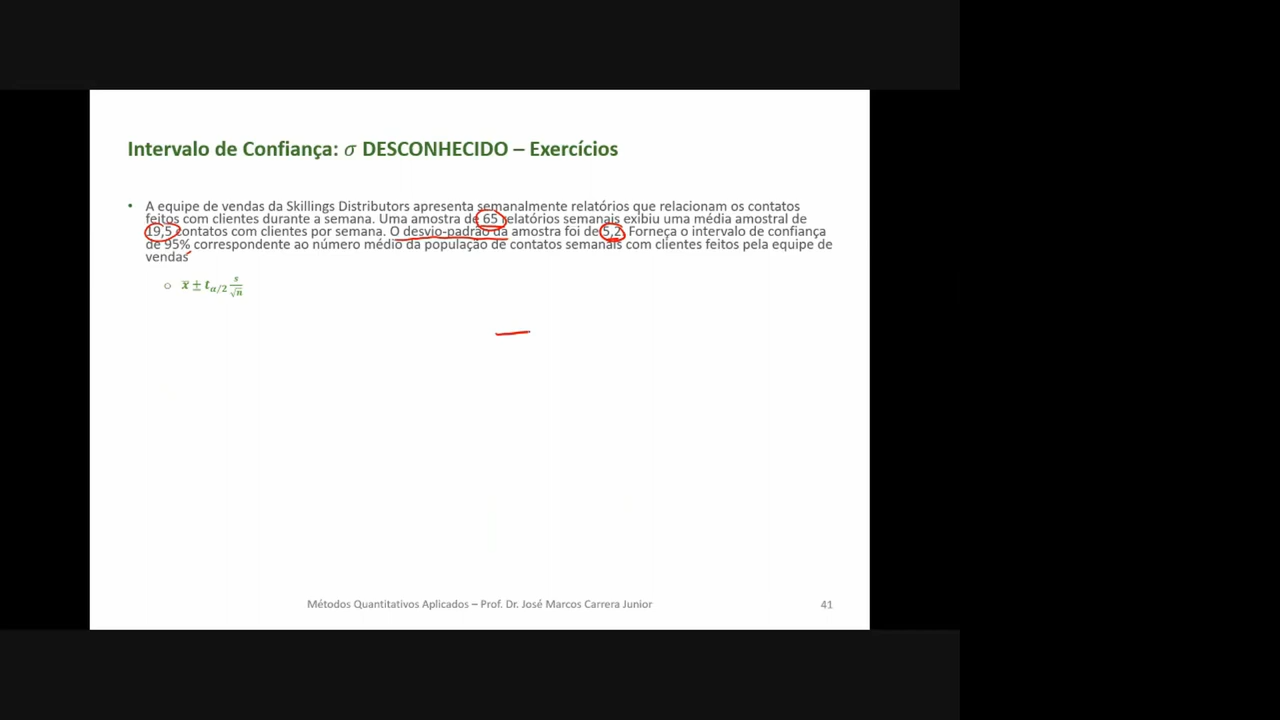 Intervalo de Confiança: σ DESCONHECIDO – Exercícios
• A equipe de vendas da Skillings Distributors apresenta semanalmente relatórios que relacionam os contatos
feitos com clientes durante a semana. Uma amostra de 65 relatórios semanais exibiu uma média amostral de
19,5 contatos com clientes por semana. O desvio-padrão da amostra foi de 5,2. Forneça o intervalo de confiança
de 95% correspondente ao número médio da população de contatos semanais com clientes feitos pela equipe de
vendas
○ x̄ ± t_{α/2} s/√n
Métodos Quantitativos Aplicados – Prof. Dr. José Marcos Carrera Junior 41